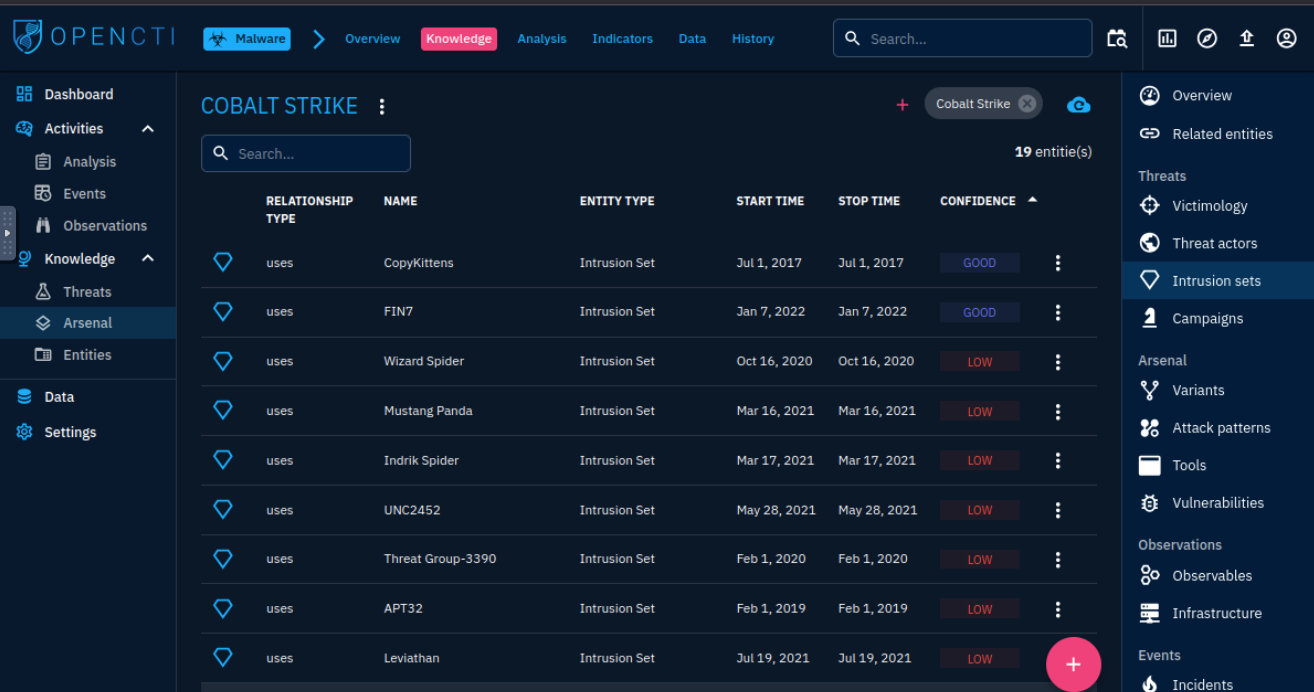 OPENCTI
Malware
Overview
Knowledge
Analysis
Indicators
Data
History
Search...
Dashboard
Activities
Analysis
Events
Observations
Knowledge
Threats
Arsenal
Entities
Data
Settings
COBALT STRIKE
Cobalt Strike
Search...
19 entitie(s)
RELATIONSHIP TYPE NAME ENTITY TYPE START TIME STOP TIME CONFIDENCE
uses CopyKittens Intrusion Set Jul 1, 2017 Jul 1, 2017 GOOD
uses FIN7 Intrusion Set Jan 7, 2022 Jan 7, 2022 GOOD
uses Wizard Spider Intrusion Set Oct 16, 2020 Oct 16, 2020 LOW
uses Mustang Panda Intrusion Set Mar 16, 2021 Mar 16, 2021 LOW
uses Indrik Spider Intrusion Set Mar 17, 2021 Mar 17, 2021 LOW
uses UNC2452 Intrusion Set May 28, 2021 May 28, 2021 LOW
uses Threat Group-3390 Intrusion Set Feb 1, 2020 Feb 1, 2020 LOW
uses APT32 Intrusion Set Feb 1, 2019 Feb 1, 2019 LOW
uses Leviathan Intrusion Set Jul 19, 2021 Jul 19, 2021 LOW
Overview
Related entities
Threats
Victimology
Threat actors
Intrusion sets
Campaigns
Arsenal
Variants
Attack patterns
Tools
Vulnerabilities
Observations
Observables
Infrastructure
Events
Incidents